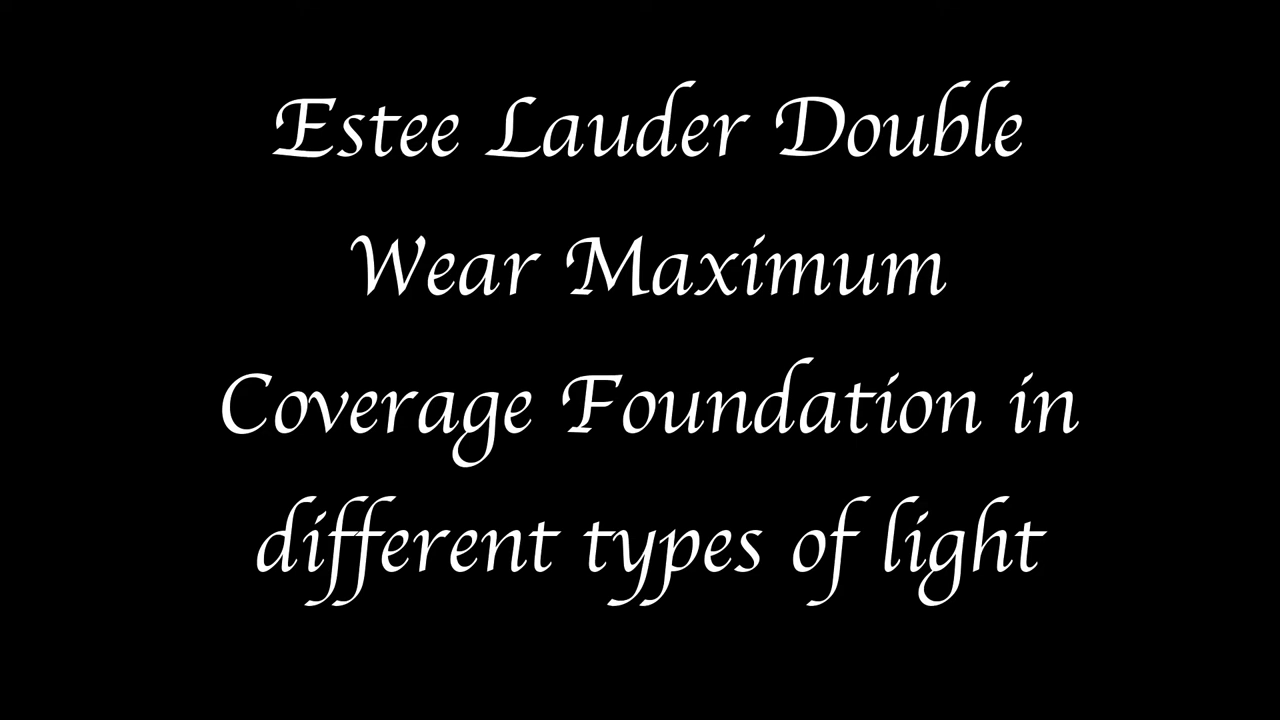 Estee Lauder Double
Wear Maximum
Coverage Foundation in
different types of light